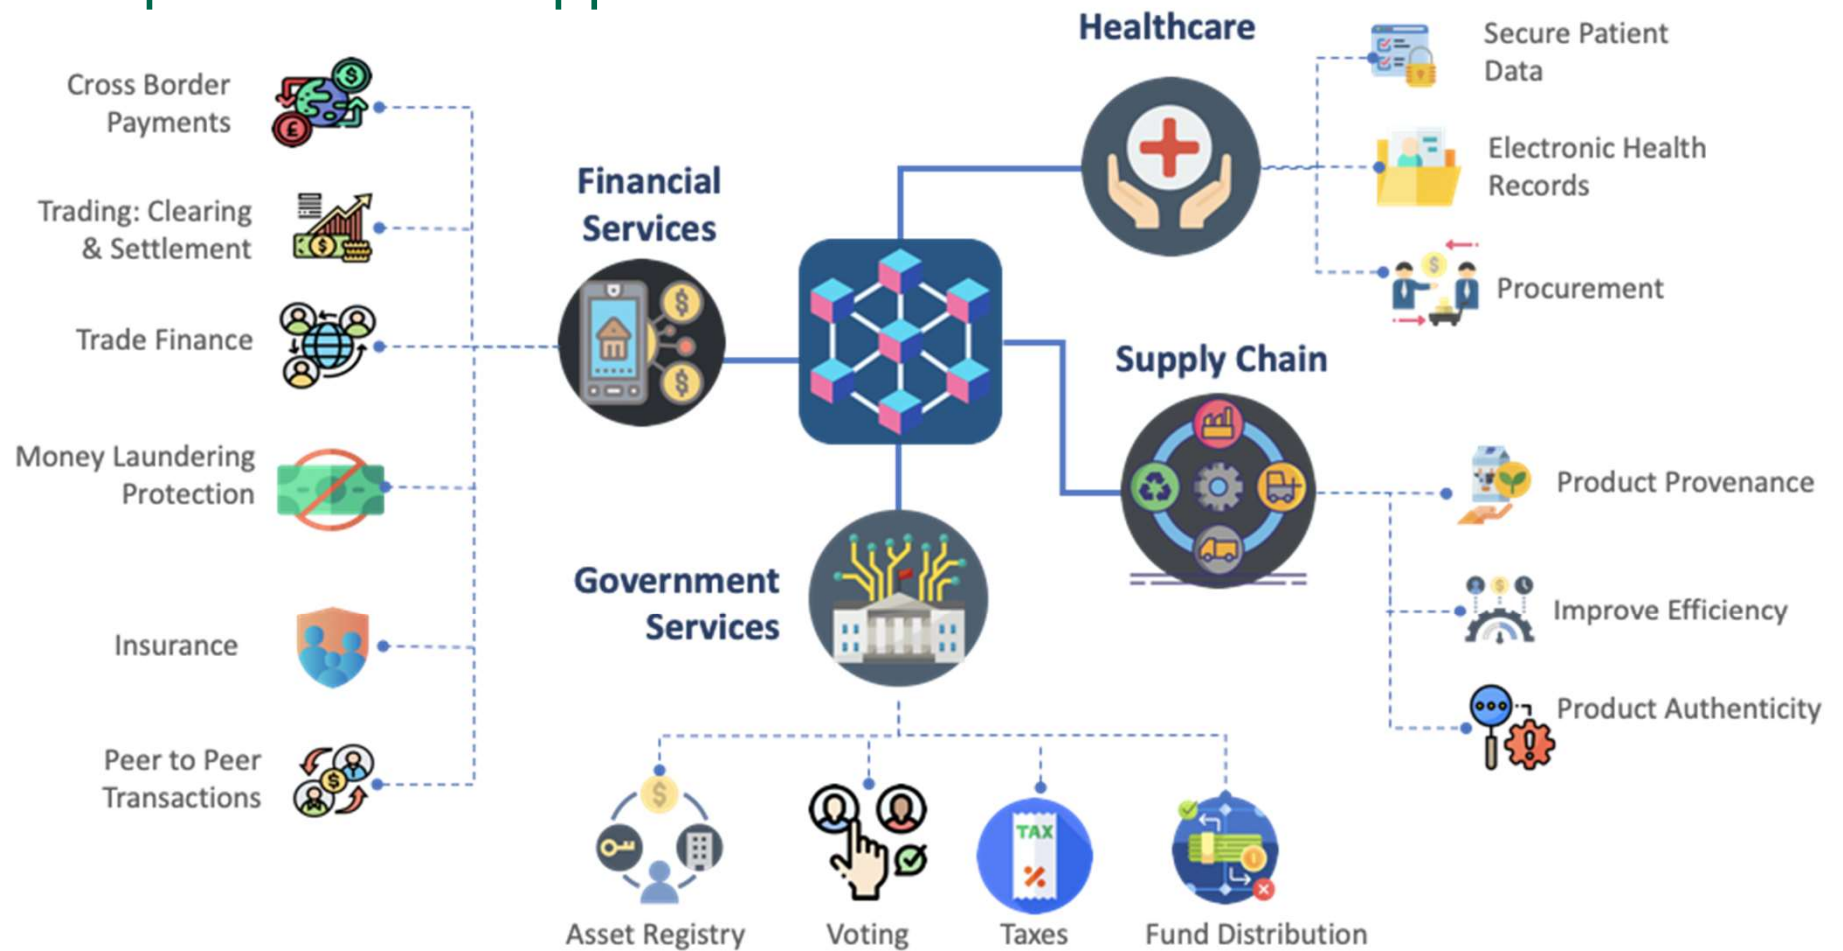 Healthcare
Secure Patient
Data
Electronic Health
Records
Procurement
Cross Border
Payments
Trading: Clearing
& Settlement
Trade Finance
Money Laundering
Protection
Insurance
Peer to Peer
Transactions
Financial
Services
Supply Chain
Product Provenance
Improve Efficiency
Product Authenticity
Government
Services
TAX
%
Asset Registry
Voting
Taxes
Fund Distribution